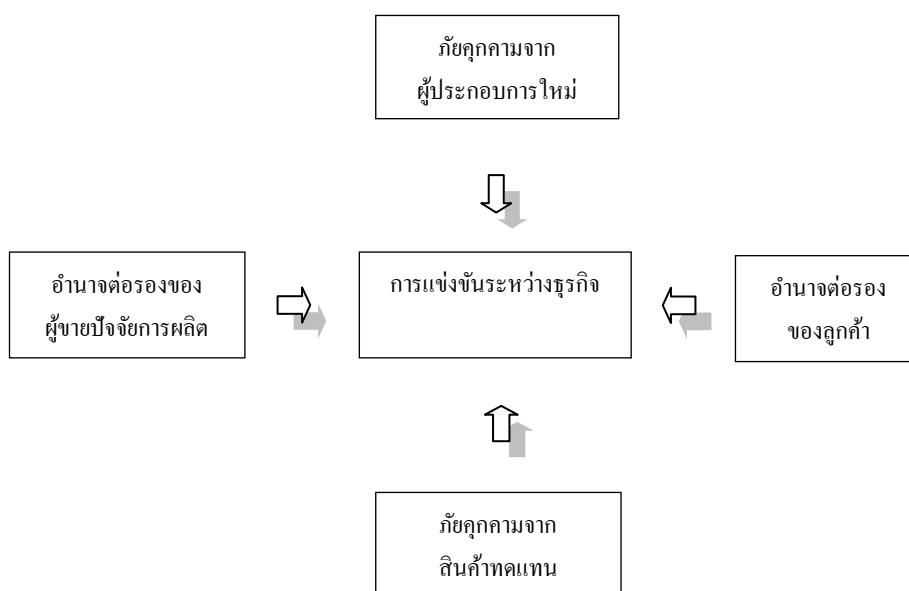 ภัยคุกคามจาก
ผู้ประกอบการใหม่
อำนาจต่อรองของ
ผู้ขายปัจจัยการผลิต
การแข่งขันระหว่างธุรกิจ
อำนาจต่อรอง
ของลูกค้า
ภัยคุกคามจาก
สินค้าทดแทน